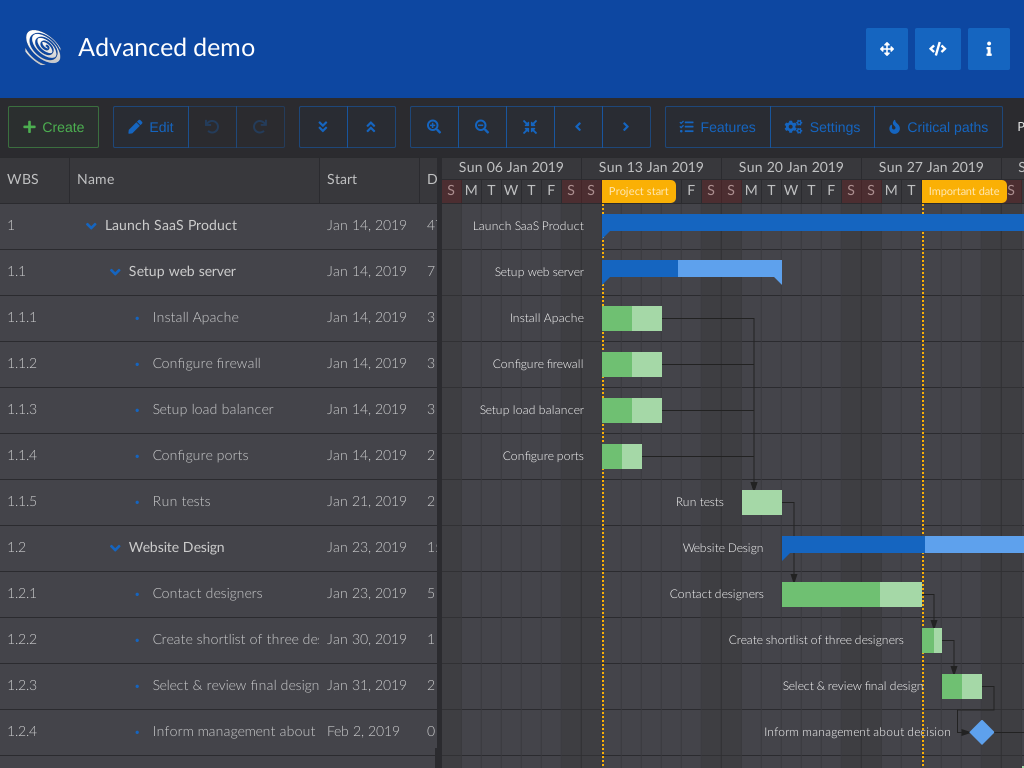 Advanced demo
Create Edit Features Settings Critical paths P
WBS Name Start D
Sun 06 Jan 2019 Sun 13 Jan 2019 Sun 20 Jan 2019 Sun 27 Jan 2019 S
S M T W T F S S Project start F S S M T W T F S S M T Important date S
1 Launch SaaS Product Jan 14, 2019 47 Launch SaaS Product
1.1 Setup web server Jan 14, 2019 7 Setup web server
1.1.1 Install Apache Jan 14, 2019 3 Install Apache
1.1.2 Configure firewall Jan 14, 2019 3 Configure firewall
1.1.3 Setup load balancer Jan 14, 2019 3 Setup load balancer
1.1.4 Configure ports Jan 14, 2019 2 Configure ports
1.1.5 Run tests Jan 21, 2019 2 Run tests
1.2 Website Design Jan 23, 2019 1 Website Design
1.2.1 Contact designers Jan 23, 2019 5 Contact designers
1.2.2 Create shortlist of three de Jan 30, 2019 1 Create shortlist of three designers
1.2.3 Select & review final design Jan 31, 2019 2 Select & review final design
1.2.4 Inform management about Feb 2, 2019 0 Inform management about decision